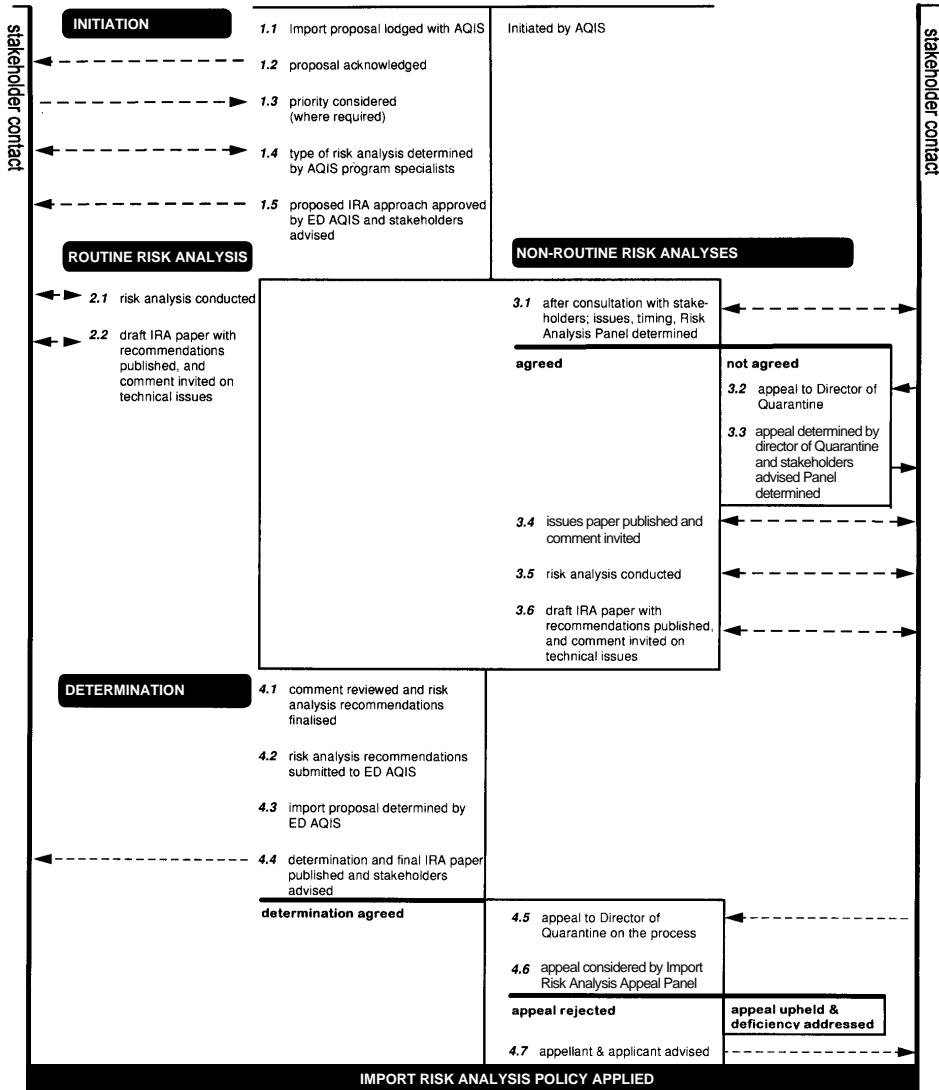 stakeholder contact
INITIATION
1.1 Import proposal lodged with AQIS
Initiated by AQIS
1.2 proposal acknowledged
1.3 priority considered
(where required)
1.4 type of risk analysis determined
by AQIS program specialists
1.5 proposed IRA approach approved
by ED AQIS and stakeholders
advised
stakeholder contact
ROUTINE RISK ANALYSIS
2.1 risk analysis conducted
2.2 draft IRA paper with
recommendations
published, and
comment invited on
technical issues
NON-ROUTINE RISK ANALYSES
3.1 after consultation with stake-
holders; issues, timing, Risk
Analysis Panel determined
agreed
not agreed
3.2 appeal to Director of
Quarantine
3.3 appeal determined by
director of Quarantine
and stakeholders
advised Panel
determined
3.4 issues paper published and
comment invited
3.5 risk analysis conducted
3.6 draft IRA paper with
recommendations published,
and comment invited on
technical issues
DETERMINATION
4.1 comment reviewed and risk
analysis recommendations
finalised
4.2 risk analysis recommendations
submitted to ED AQIS
4.3 import proposal determined by
ED AQIS
4.4 determination and final IRA paper
published and stakeholders
advised
determination agreed
4.5 appeal to Director of
Quarantine on the process
4.6 appeal considered by Import
Risk Analysis Appeal Panel
appeal rejected
appeal upheld &
deficiency addressed
4.7 appellant & applicant advised
IMPORT RISK ANALYSIS POLICY APPLIED